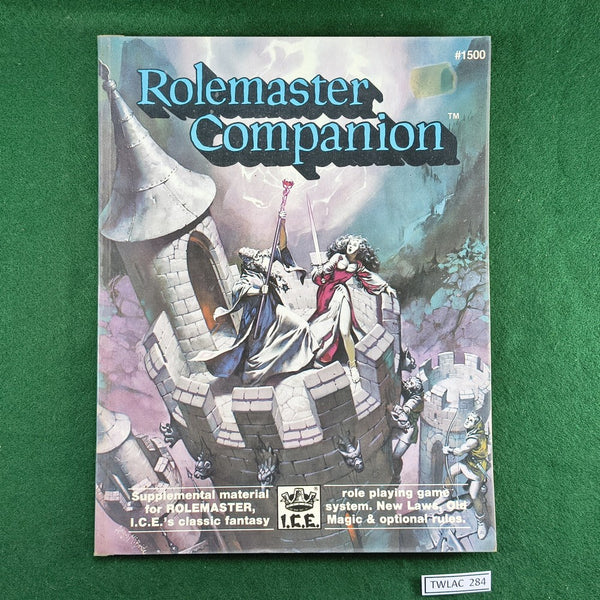 #1500
Rolemaster
Companion™
Supplemental material
for ROLEMASTER,
I.C.E.'s classic fantasy
I.C.E.
role playing game
system. New Laws, Old
Magic & optional rules.
TWLAC 284